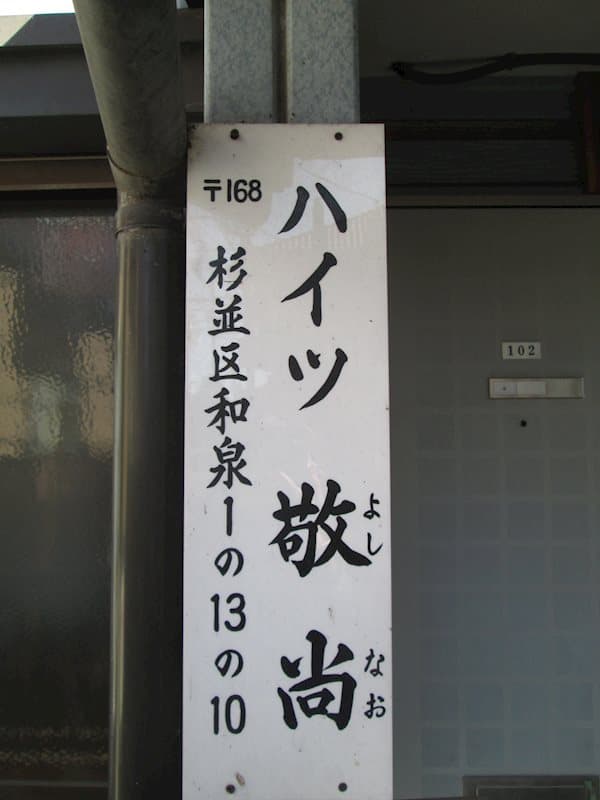 ハイツ 敬尚
よし なお
〒168
杉並区和泉1の13の10
102